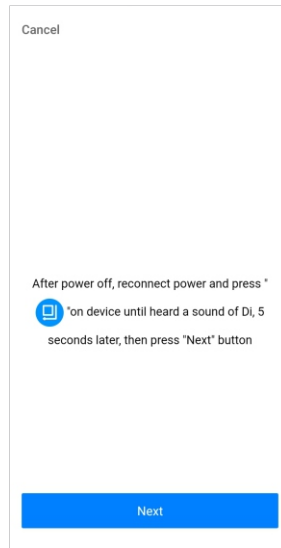 Cancel
After power off, reconnect power and press "
"on device until heard a sound of Di, 5
seconds later, then press "Next" button
Next